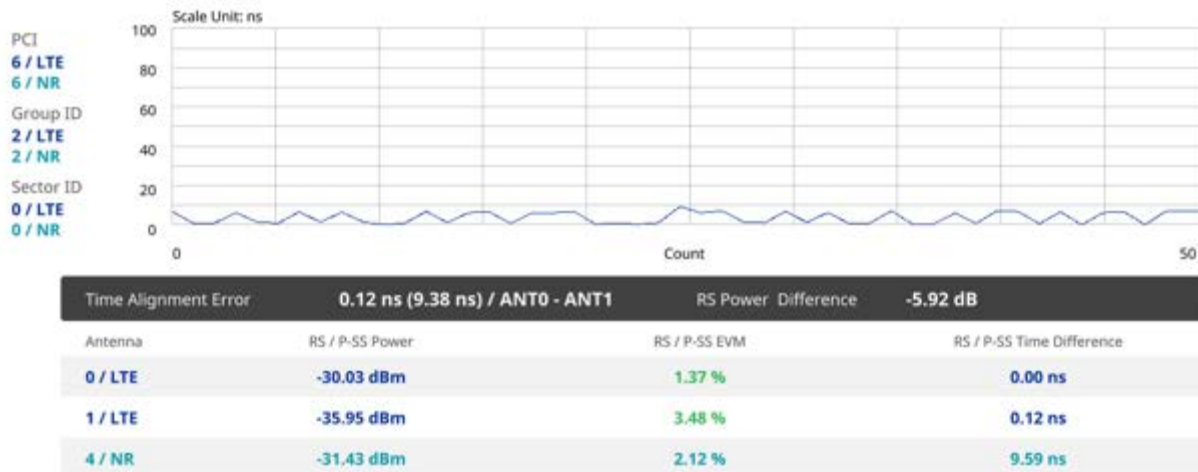 Scale Unit: ns
PCI
6 / LTE
6 / NR
Group ID
2 / LTE
2 / NR
Sector ID
0 / LTE
0 / NR
100
80
60
40
20
0
0 Count 50
Time Alignment Error 0.12 ns (9.38 ns) / ANT0 - ANT1 RS Power Difference -5.92 dB
Antenna RS / P-SS Power RS / P-SS EVM RS / P-SS Time Difference
0 / LTE -30.03 dBm 1.37 % 0.00 ns
1 / LTE -35.95 dBm 3.48 % 0.12 ns
4 / NR -31.43 dBm 2.12 % 9.59 ns